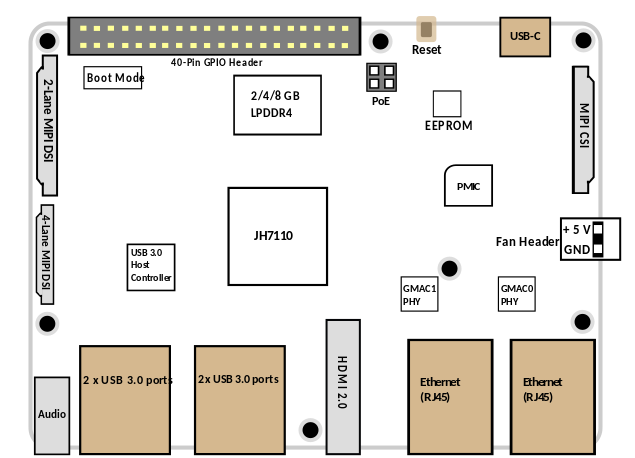 40-Pin GPIO Header
Reset
USB-C
Boot Mode
2-Lane MIPI DSI
2/4/8 GB
LPDDR4
PoE
EEPROM
MIPI CSI
PMIC
4-Lane MIPI DSI
JH7110
Fan Header
+ 5 V
GND
USB 3.0
Host
Controller
GMAC1
PHY
GMAC0
PHY
Audio
2 x USB 3.0 ports
2x USB 3.0 ports
HDMI 2.0
Ethernet
(RJ45)
Ethernet
(RJ45)